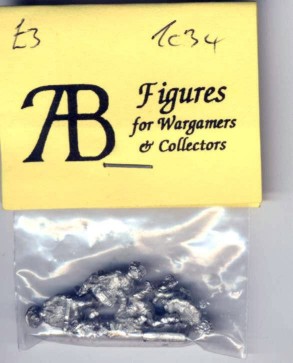 £3 1c34
AB Figures
for Wargamers
& Collectors